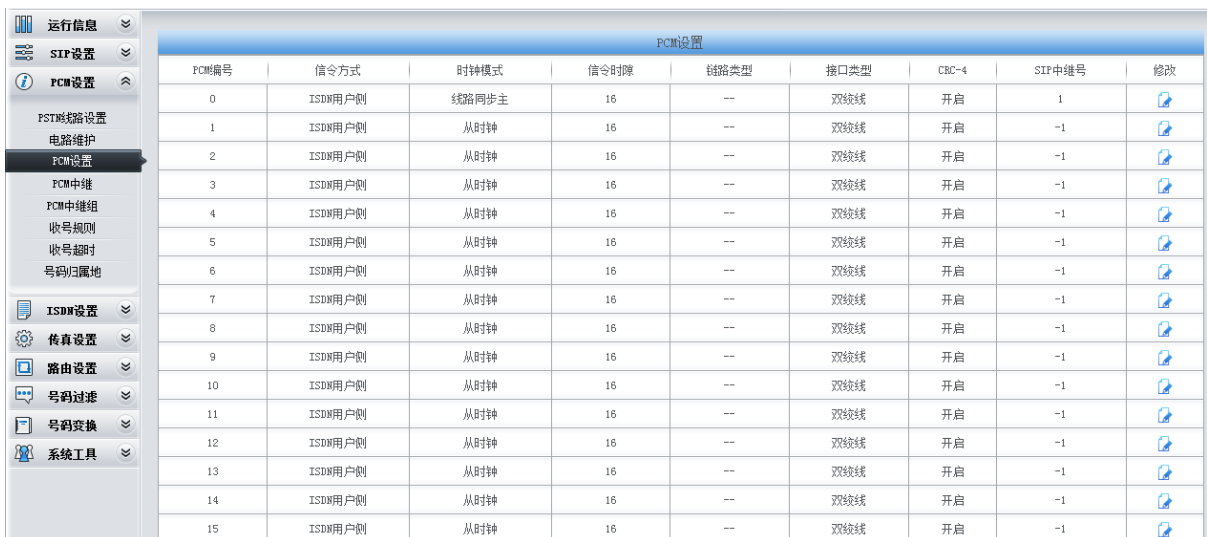 运行信息
SIP设置
PCM设置
PSTN线路设置
电路维护
PCM设置
PCM中继
PCM中继组
收号规则
收号超时
号码归属地
ISDN设置
传真设置
路由设置
号码过滤
号码变换
系统工具
PCM设置
PCM编号 信令方式 时钟模式 信令时隙 链路类型 接口类型 CRC-4 SIP中继号 修改
0 ISDN用户侧 线路同步主 16 -- 双绞线 开启 1
1 ISDN用户侧 从时钟 16 -- 双绞线 开启 -1
2 ISDN用户侧 从时钟 16 -- 双绞线 开启 -1
3 ISDN用户侧 从时钟 16 -- 双绞线 开启 -1
4 ISDN用户侧 从时钟 16 -- 双绞线 开启 -1
5 ISDN用户侧 从时钟 16 -- 双绞线 开启 -1
6 ISDN用户侧 从时钟 16 -- 双绞线 开启 -1
7 ISDN用户侧 从时钟 16 -- 双绞线 开启 -1
8 ISDN用户侧 从时钟 16 -- 双绞线 开启 -1
9 ISDN用户侧 从时钟 16 -- 双绞线 开启 -1
10 ISDN用户侧 从时钟 16 -- 双绞线 开启 -1
11 ISDN用户侧 从时钟 16 -- 双绞线 开启 -1
12 ISDN用户侧 从时钟 16 -- 双绞线 开启 -1
13 ISDN用户侧 从时钟 16 -- 双绞线 开启 -1
14 ISDN用户侧 从时钟 16 -- 双绞线 开启 -1
15 ISDN用户侧 从时钟 16 -- 双绞线 开启 -1